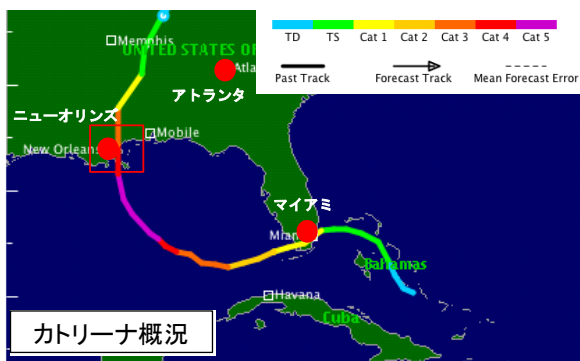 TD TS Cat 1 Cat 2 Cat 3 Cat 4 Cat 5
Past Track Forecast Track Mean Forecast Error
Memphis
UNITED STATES OF
Atla
アトランタ
ニューオリンズ
Mobile
New Orleans
マイアミ
Miami
Bahamas
Havana
Cuba
カトリーナ概況